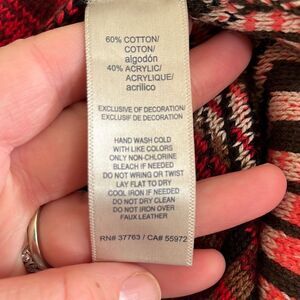 60% COTTON/
COTON/
algodón
40% ACRYLIC/
ACRYLIQUE/
acrilico
EXCLUSIVE OF DECORATION/
EXCLUSIF DE DECORATION
HAND WASH COLD
WITH LIKE COLORS
ONLY NON-CHLORINE
BLEACH IF NEEDED
DO NOT WRING OR TWIST
LAY FLAT TO DRY
COOL IRON IF NEEDED
DO NOT DRY CLEAN
DO NOT IRON OVER
FAUX LEATHER
RN# 37763 / CA# 55972